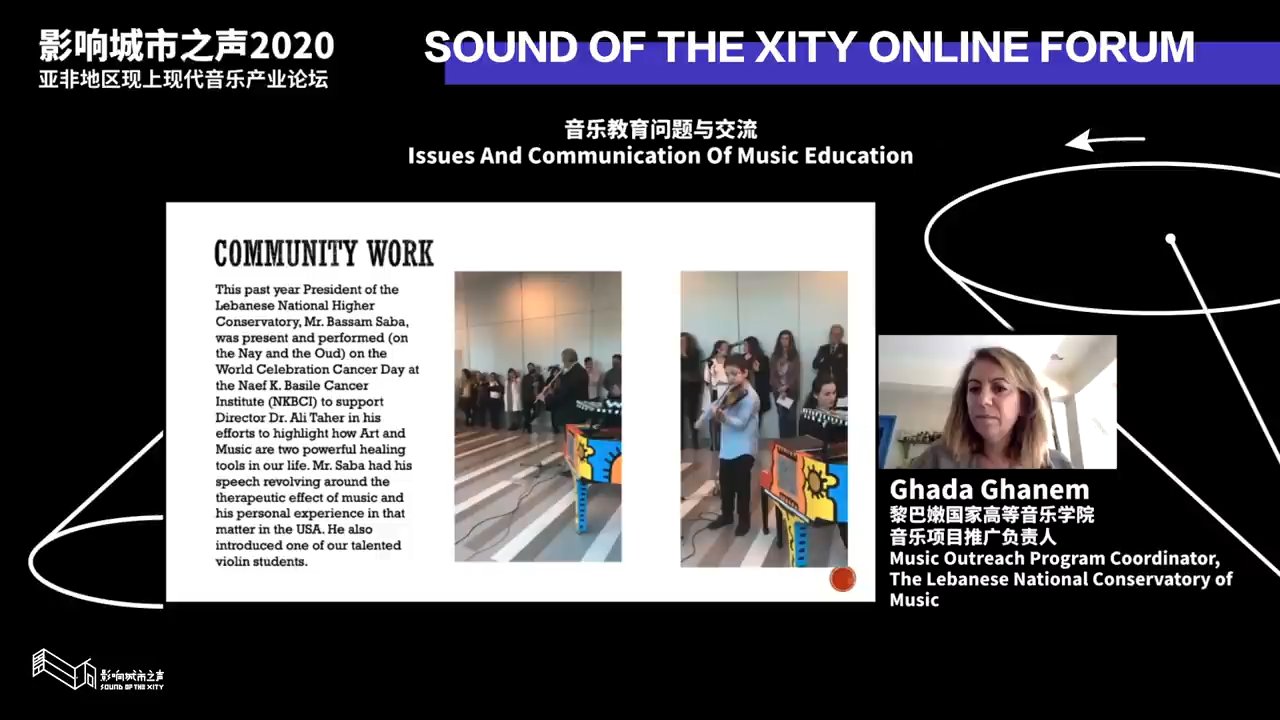 影响城市之声2020
亚非地区现上现代音乐产业论坛
SOUND OF THE XITY ONLINE FORUM
音乐教育问题与交流
Issues And Communication Of Music Education
COMMUNITY WORK
This past year President of the
Lebanese National Higher
Conservatory, Mr. Bassam Saba,
was present and performed (on
the Nay and the Oud) on the
World Celebration Cancer Day at
the Naef K. Basile Cancer
Institute (NKBCI) to support
Director Dr. Ali Taher in his
efforts to highlight how Art and
Music are two powerful healing
tools in our life. Mr. Saba had his
speech revolving around the
therapeutic effect of music and
his personal experience in that
matter in the USA. He also
introduced one of our talented
violin students.
Ghada Ghanem
黎巴嫩国家高等音乐学院
音乐项目推广负责人
Music Outreach Program Coordinator,
The Lebanese National Conservatory of
Music
影响城市之声
SOUND OF THE XITY